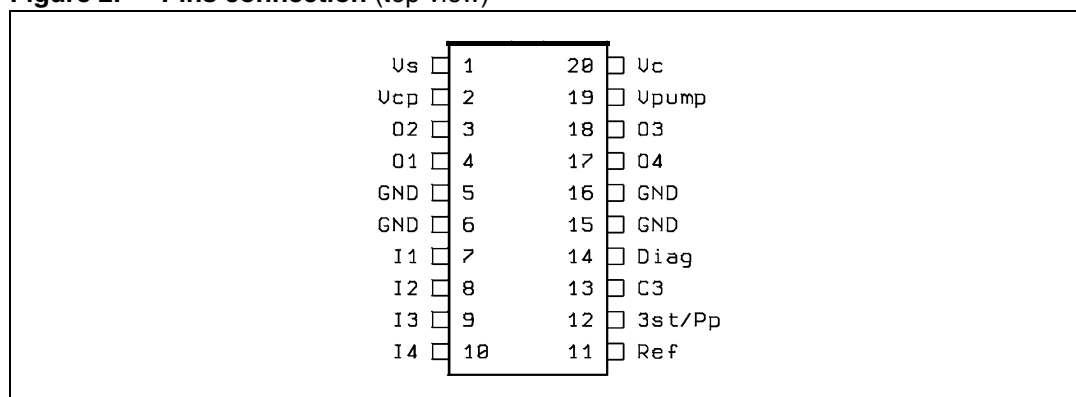 Figure 2. Pins connection (top view)
Vs 1 20 Vc
Vcp 2 19 Vpump
O2 3 18 O3
O1 4 17 O4
GND 5 16 GND
GND 6 15 GND
I1 7 14 Diag
I2 8 13 C3
I3 9 12 3st/Pp
I4 10 11 Ref